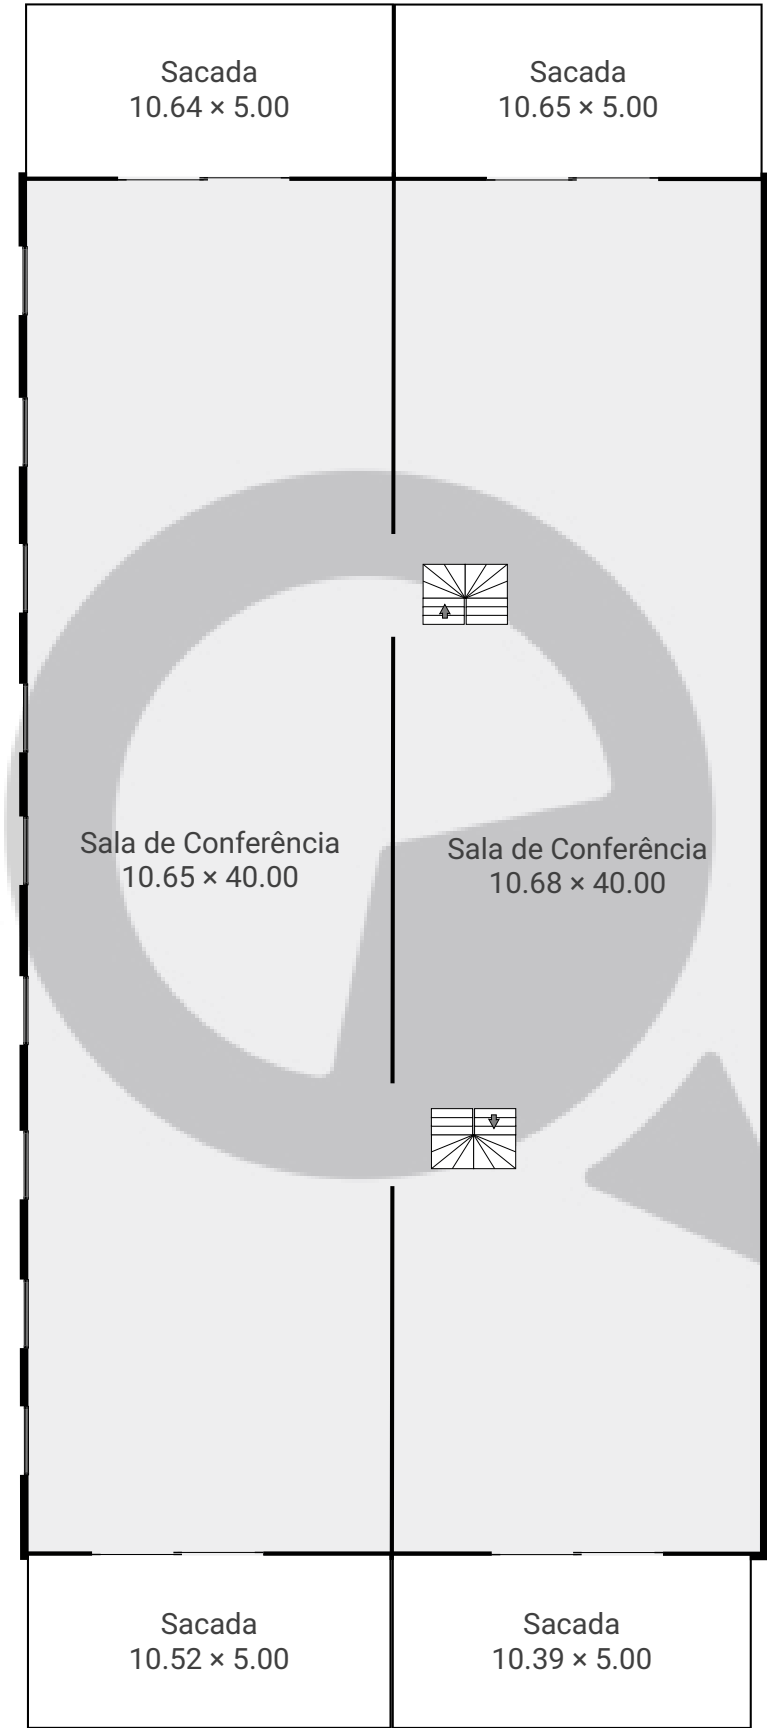 Sacada
10.64 × 5.00
Sacada
10.65 × 5.00
Sala de Conferência
10.65 × 40.00
Sala de Conferência
10.68 × 40.00
Sacada
10.52 × 5.00
Sacada
10.39 × 5.00